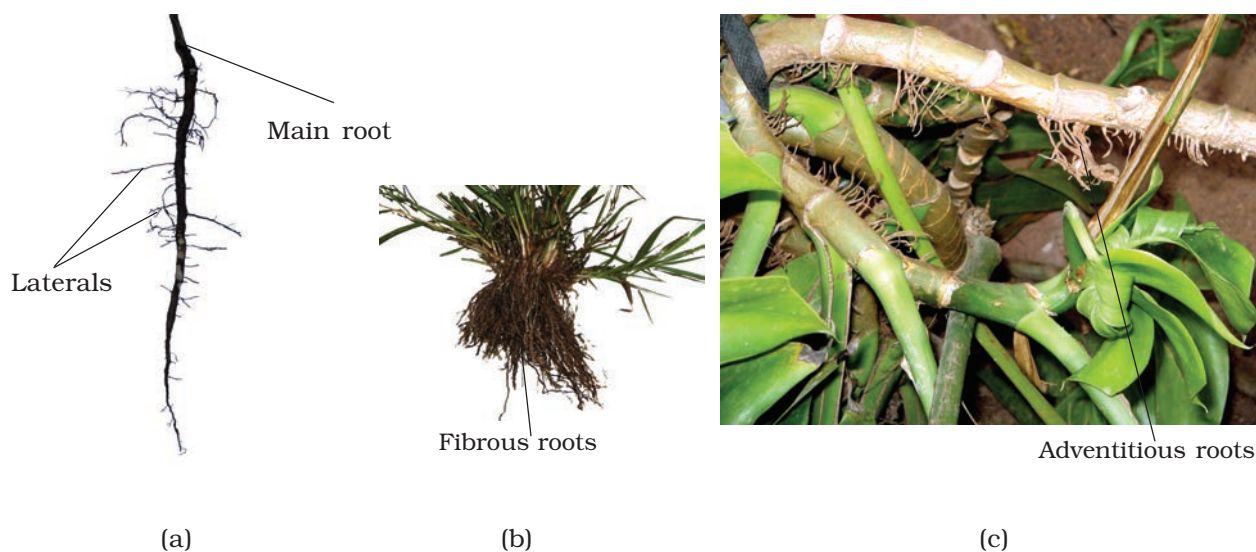 Main root
Laterals
Fibrous roots
Adventitious roots
(a)
(b)
(c)